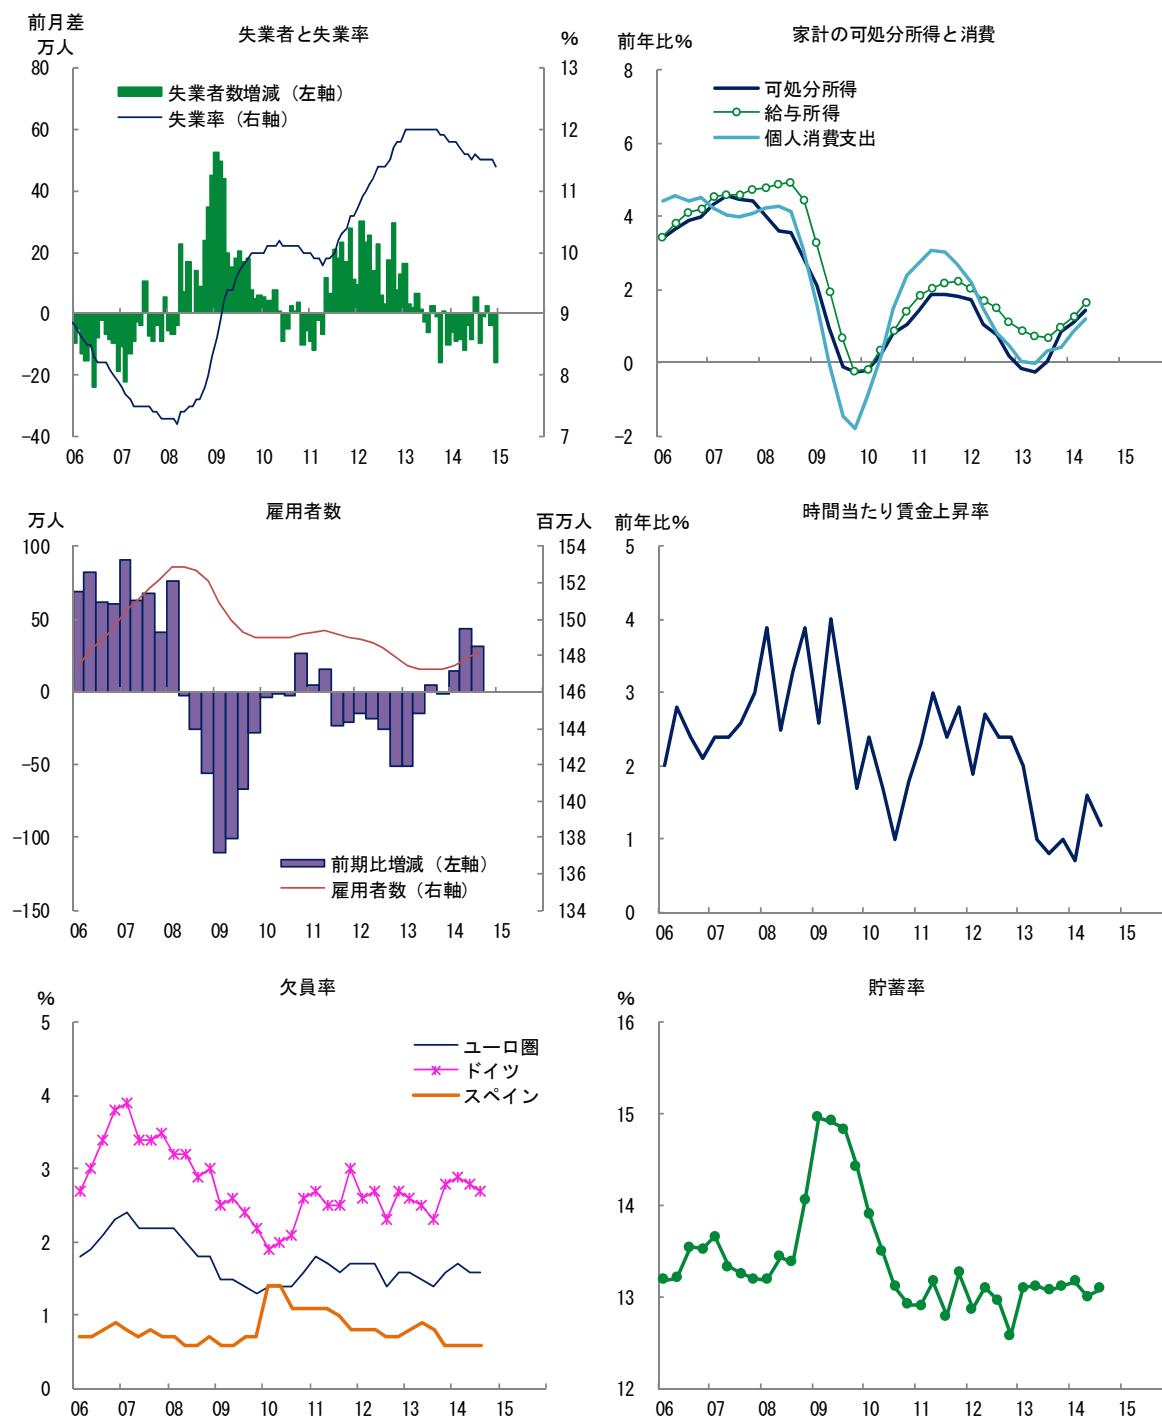 失業者と失業率
前月差
万人
%
80
60
40
20
0
−20
−40
13
12
11
10
9
8
7
失業者数増減（左軸）
失業率（右軸）
06 07 08 09 10 11 12 13 14 15
家計の可処分所得と消費
前年比%
8
6
4
2
0
−2
可処分所得
給与所得
個人消費支出
06 07 08 09 10 11 12 13 14 15
雇用者数
万人
百万人
100
50
0
−50
−100
−150
154
152
150
148
146
144
142
140
138
136
134
前期比増減（左軸）
雇用者数（右軸）
06 07 08 09 10 11 12 13 14 15
時間当たり賃金上昇率
前年比%
5
4
3
2
1
0
06 07 08 09 10 11 12 13 14 15
欠員率
%
5
4
3
2
1
0
ユーロ圏
ドイツ
スペイン
06 07 08 09 10 11 12 13 14 15
貯蓄率
%
16
15
14
13
12
06 07 08 09 10 11 12 13 14 15